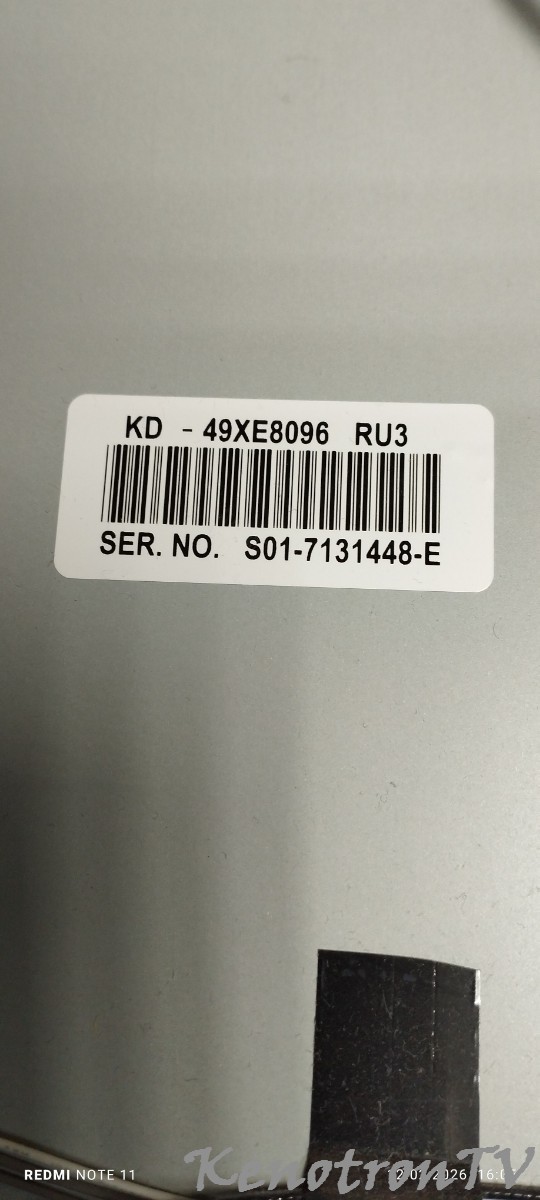 KD - 49XE8096 RU3
SER. NO. S01-7131448-E
REDMI NOTE 11
KenotronTV